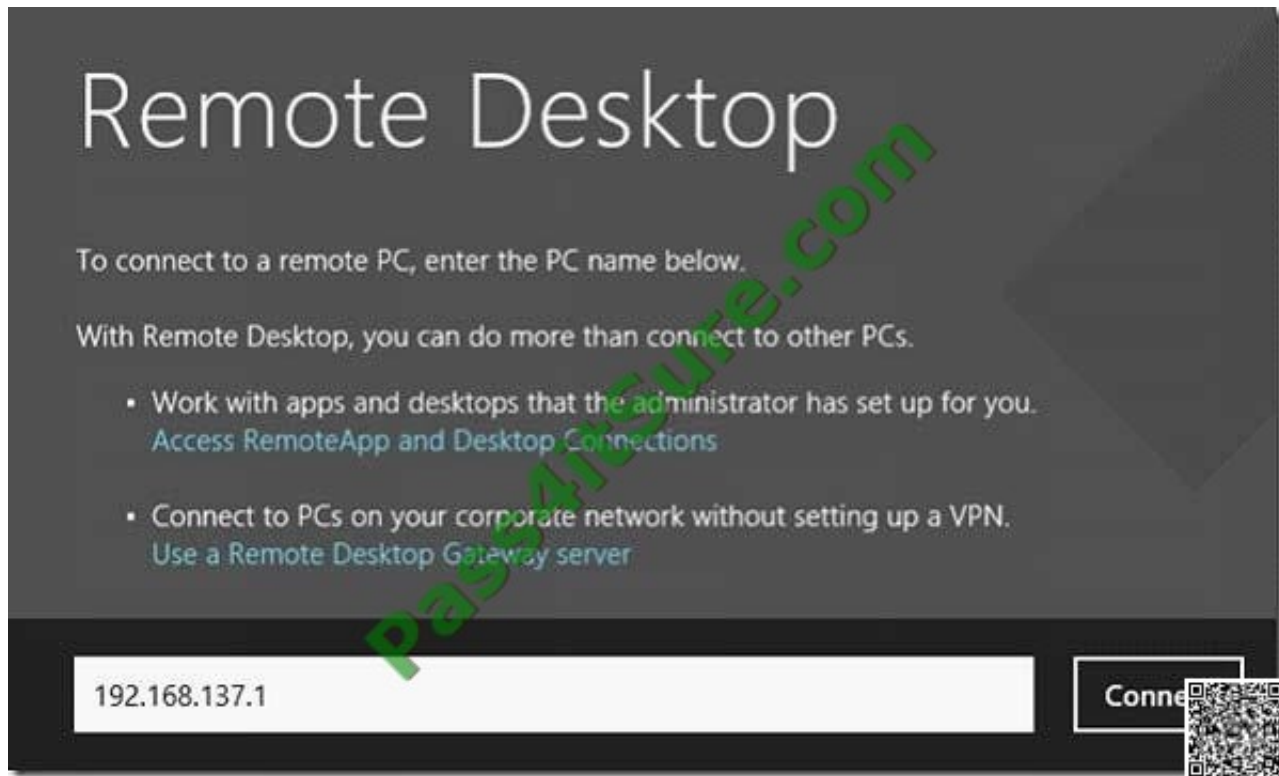 Remote Desktop
To connect to a remote PC, enter the PC name below.
With Remote Desktop, you can do more than connect to other PCs.
• Work with apps and desktops that the administrator has set up for you.
Access RemoteApp and Desktop Connections
• Connect to PCs on your corporate network without setting up a VPN.
Use a Remote Desktop Gateway server
Pass4itSure.com
192.168.137.1